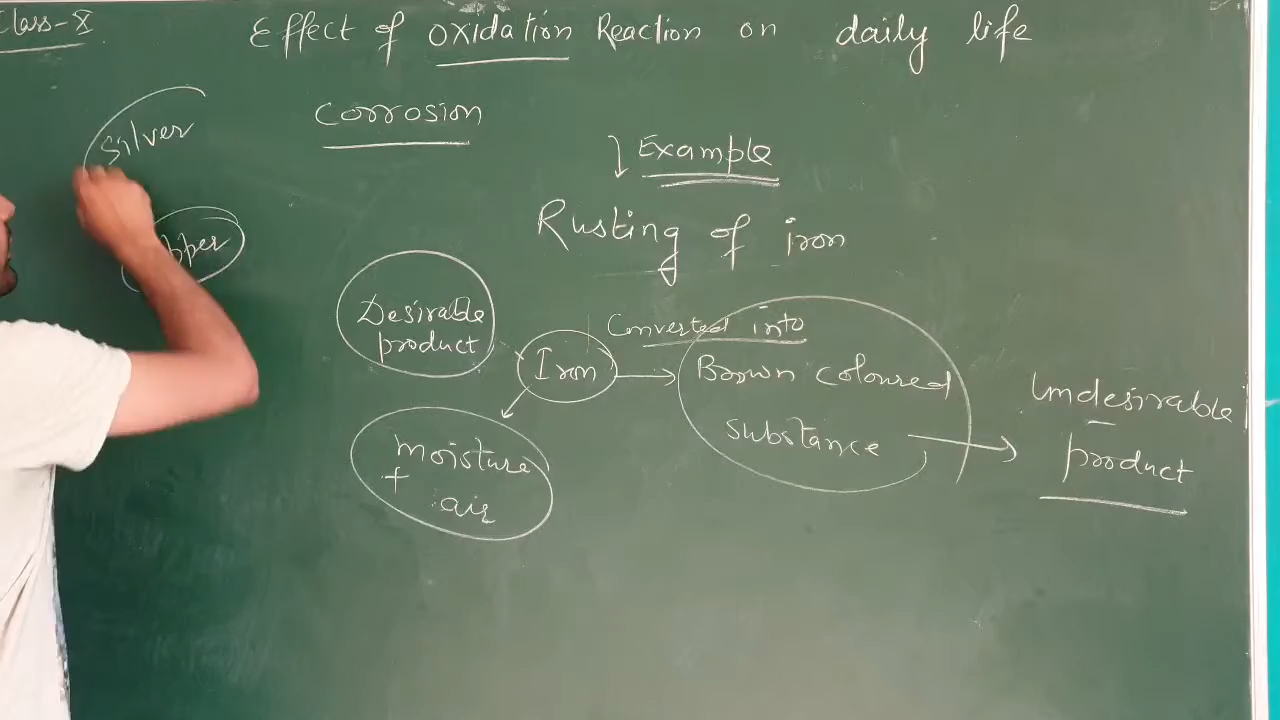 Class-X
Effect of oxidation Reaction on daily life
Corrosion
Silver
Example
Rusting of iron
Desirable
product
Iron
Converted into
Brown coloured
substance
Undesirable
product
moisture
+
air